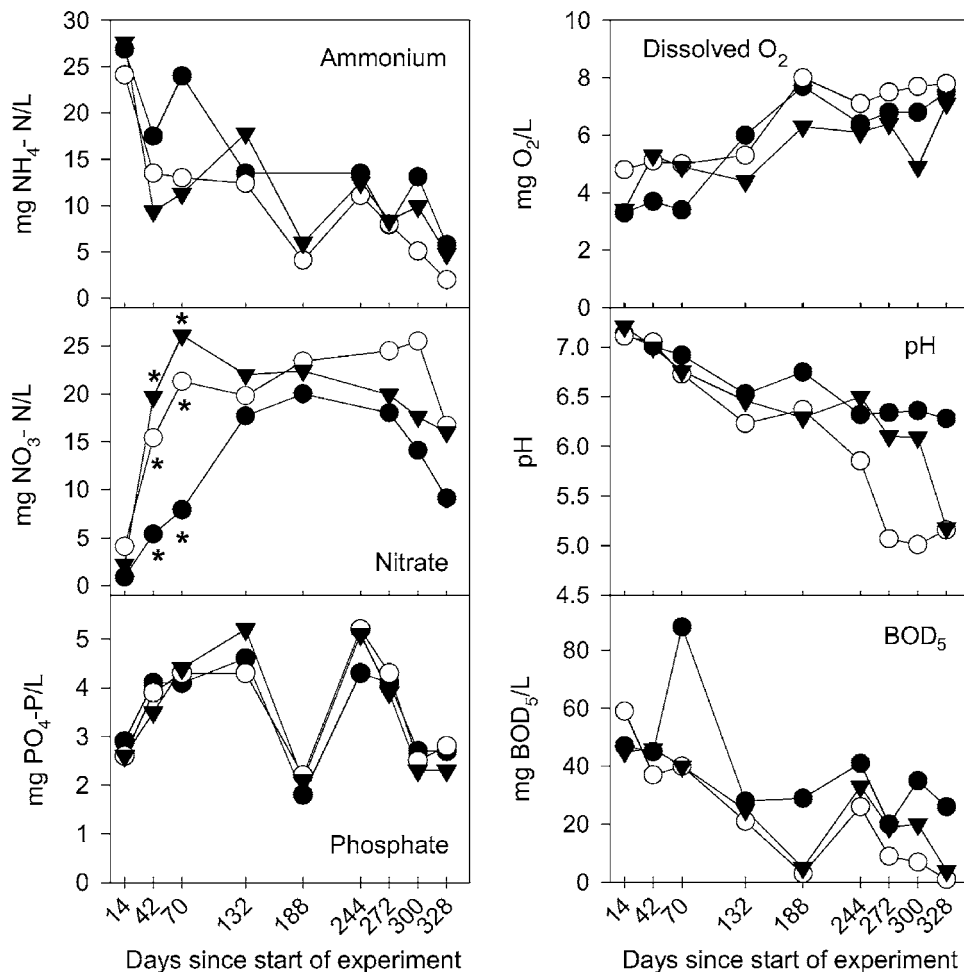 30
25
20
15
10
5
0
mg NH4- N/L
Ammonium
25
20
15
10
5
0
mg NO3- N/L
* * * * * *
Nitrate
5
4
3
2
1
0
mg PO4-P/L
Phosphate
14 42 70 132 188 244 272 300 328
Days since start of experiment
10
8
6
4
2
0
mg O2/L
Dissolved O2
7.0
6.5
6.0
5.5
5.0
4.5
pH
pH
80
60
40
20
0
mg BOD5/L
BOD5
14 42 70 132 188 244 272 300 328
Days since start of experiment